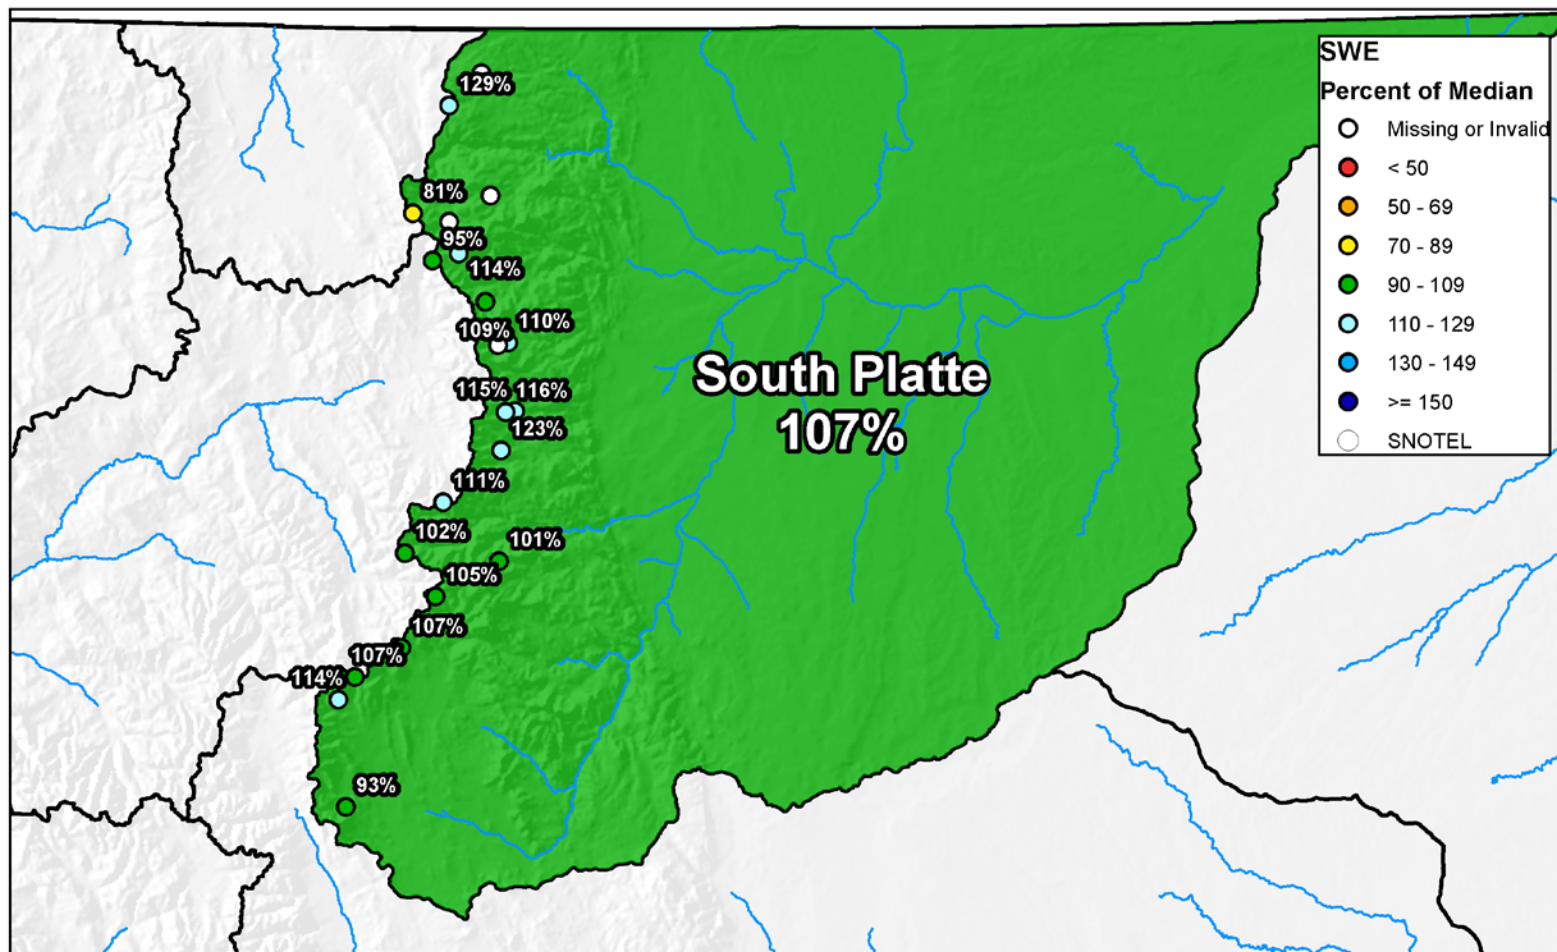 SWE
Percent of Median
Missing or Invalid
< 50
50 - 69
70 - 89
90 - 109
110 - 129
130 - 149
>= 150
SNOTEL
129%
81%
95%
114%
110%
109%
South Platte
107%
115% 116%
123%
111%
102%
101%
105%
107%
107%
114%
93%